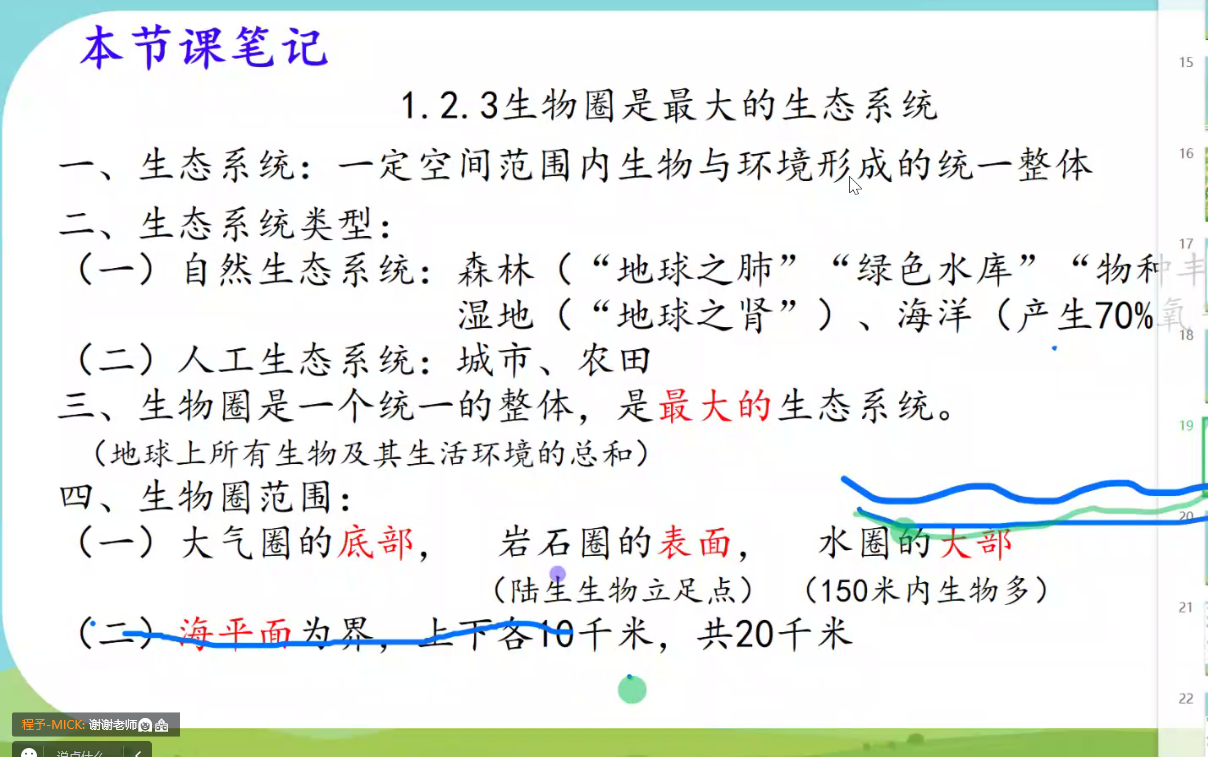 本节课笔记
1.2.3生物圈是最大的生态系统
一、生态系统：一定空间范围内生物与环境形成的统一整体
二、生态系统类型：
（一）自然生态系统：森林（“地球之肺”“绿色水库”“物种丰
湿地（“地球之肾”）、海洋（产生70%氧
（二）人工生态系统：城市、农田
三、生物圈是一个统一的整体，是最大的生态系统。
（地球上所有生物及其生活环境的总和）
四、生物圈范围：
（一）大气圈的底部， 岩石圈的表面， 水圈的大部
（陆生生物立足点） （150米内生物多）
（二）海平面为界，上下各10千米，共20千米
程予-MICK: 谢谢老师
说点什么
15
16
17
18
19
20
21
22